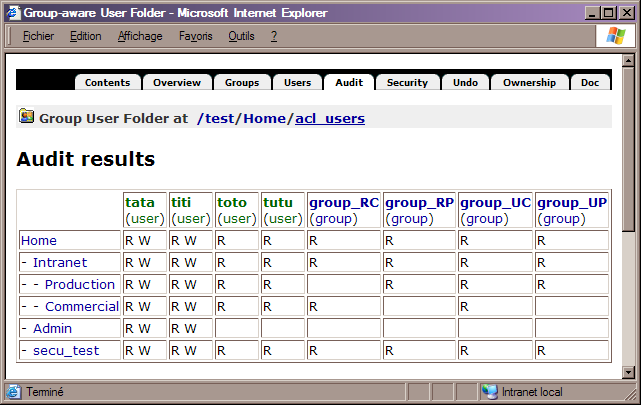 Group-aware User Folder - Microsoft Internet Explorer
Fichier Edition Affichage Favoris Outils ?
Contents Overview Groups Users Audit Security Undo Ownership Doc
Group User Folder at /test/Home/acl_users
Audit results
tata titi toto tutu group_RC group_RP group_UC group_UP
(user) (user) (user) (user) (group) (group) (group) (group)
Home R W R W R R R R R R
- Intranet R W R W R R R R R R
- - Production R W R W R R R R R
- - Commercial R W R W R R R R
- Admin R W R W
- secu_test R W R W R R R R R R
Terminé Intranet local